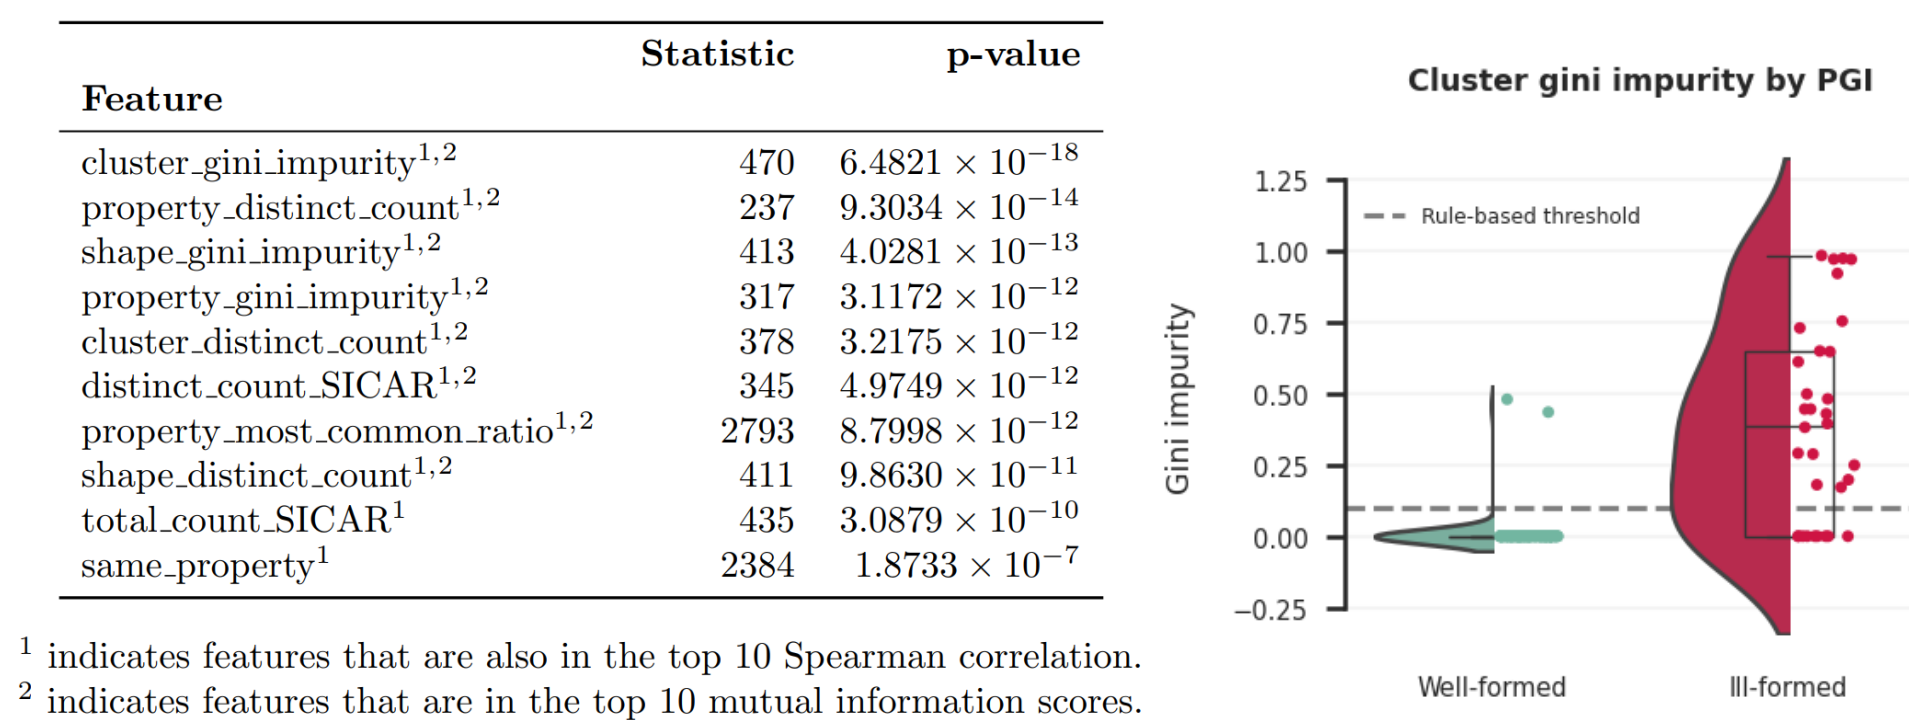 Statistic p-value
Feature
cluster_gini_impurity¹,² 470 6.4821 × 10⁻¹⁸
property_distinct_count¹,² 237 9.3034 × 10⁻¹⁴
shape_gini_impurity¹,² 413 4.0281 × 10⁻¹³
property_gini_impurity¹,² 317 3.1172 × 10⁻¹²
cluster_distinct_count¹,² 378 3.2175 × 10⁻¹²
distinct_count_SICAR¹,² 345 4.9749 × 10⁻¹²
property_most_common_ratio¹,² 2793 8.7998 × 10⁻¹²
shape_distinct_count¹,² 411 9.8630 × 10⁻¹¹
total_count_SICAR¹ 435 3.0879 × 10⁻¹⁰
same_property¹ 2384 1.8733 × 10⁻⁷
¹ indicates features that are also in the top 10 Spearman correlation.
² indicates features that are in the top 10 mutual information scores.
Cluster gini impurity by PGI
Rule-based threshold
Gini impurity
1.25
1.00
0.75
0.50
0.25
0.00
−0.25
Well-formed Ill-formed